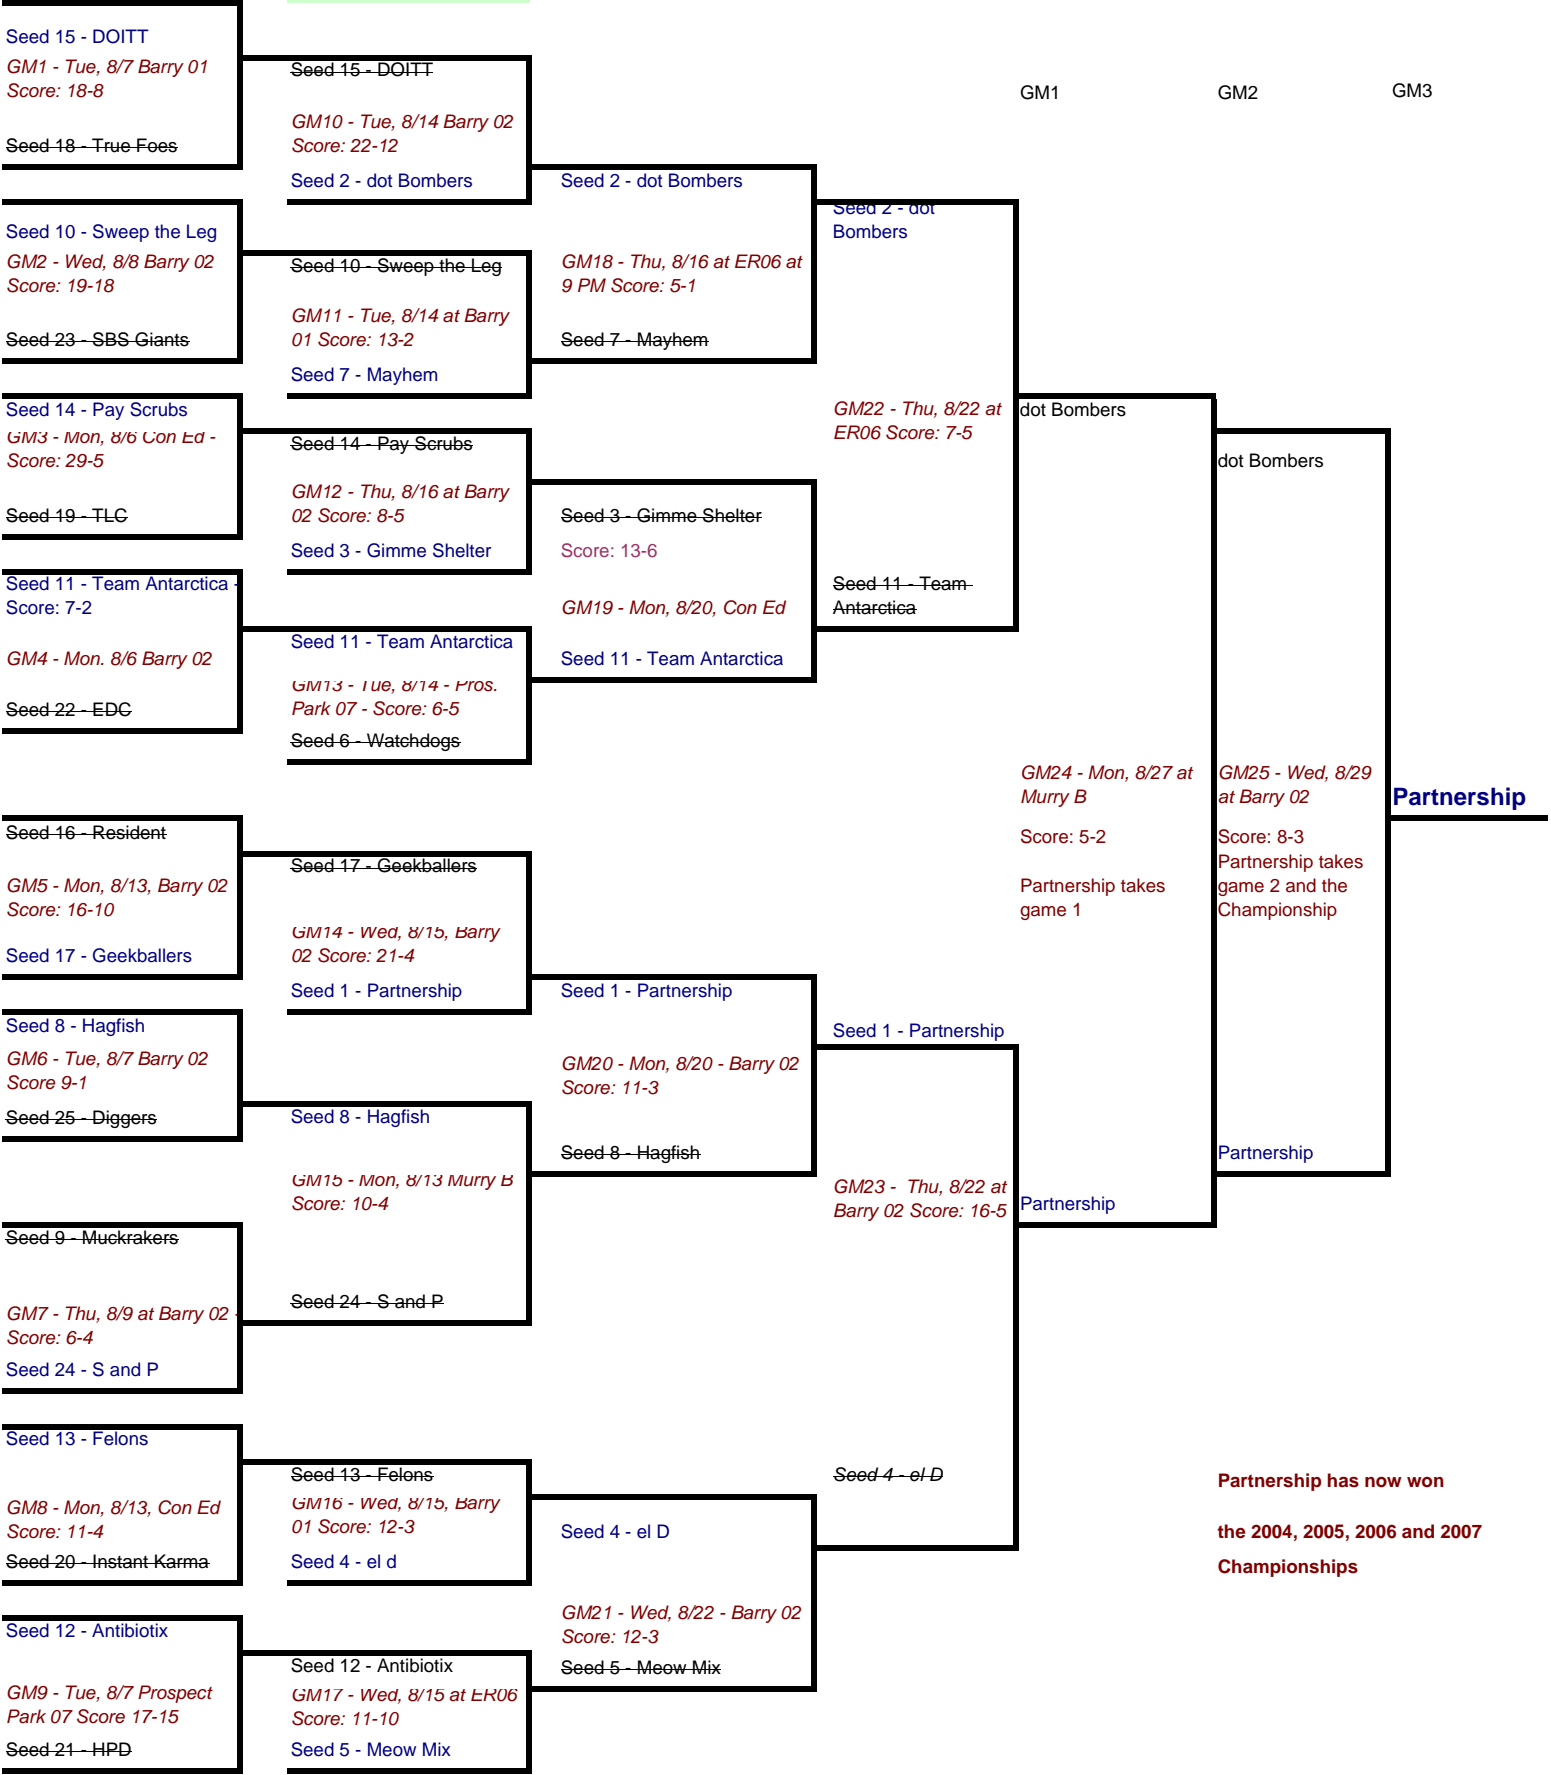 Seed 15 - DOITT
GM1 - Tue, 8/7 Barry 01
Score: 18-8
Seed 18 - True Foes
Seed 10 - Sweep the Leg
GM2 - Wed, 8/8 Barry 02
Score: 19-18
Seed 23 - SBS Giants
Seed 14 - Pay Scrubs
GM3 - Mon, 8/6 Con Ed -
Score: 29-5
Seed 19 - TLC
Seed 11 - Team Antarctica -
Score: 7-2
GM4 - Mon. 8/6 Barry 02
Seed 22 - EDC
Seed 16 - Resident
GM5 - Mon, 8/13, Barry 02
Score: 16-10
Seed 17 - Geekballers
Seed 8 - Hagfish
GM6 - Tue, 8/7 Barry 02
Score 9-1
Seed 25 - Diggers
Seed 9 - Muckrakers
GM7 - Thu, 8/9 at Barry 02 -
Score: 6-4
Seed 24 - S and P
Seed 13 - Felons
GM8 - Mon, 8/13, Con Ed
Score: 11-4
Seed 20 - Instant Karma
Seed 12 - Antibiotix
GM9 - Tue, 8/7 Prospect
Park 07 Score 17-15
Seed 21 - HPD
Seed 15 - DOITT
GM10 - Tue, 8/14 Barry 02
Score: 22-12
Seed 2 - dot Bombers
Seed 10 - Sweep the Leg
GM11 - Tue, 8/14 at Barry
01 Score: 13-2
Seed 7 - Mayhem
Seed 14 - Pay Scrubs
GM12 - Thu, 8/16 at Barry
02 Score: 8-5
Seed 3 - Gimme Shelter
Seed 11 - Team Antarctica
GM13 - Tue, 8/14 - Pros.
Park 07 - Score: 6-5
Seed 6 - Watchdogs
Seed 17 - Geekballers
GM14 - Wed, 8/15, Barry
02 Score: 21-4
Seed 1 - Partnership
Seed 8 - Hagfish
GM15 - Mon, 8/13 Murry B
Score: 10-4
Seed 24 - S and P
Seed 13 - Felons
GM16 - Wed, 8/15, Barry
01 Score: 12-3
Seed 4 - el d
Seed 12 - Antibiotix
GM17 - Wed, 8/15 at ER06
Score: 11-10
Seed 5 - Meow Mix
Seed 2 - dot Bombers
GM18 - Thu, 8/16 at ER06 at
9 PM Score: 5-1
Seed 7 - Mayhem
Seed 3 - Gimme Shelter
Score: 13-6
GM19 - Mon, 8/20, Con Ed
Seed 11 - Team Antarctica
Seed 1 - Partnership
GM20 - Mon, 8/20 - Barry 02
Score: 11-3
Seed 8 - Hagfish
Seed 4 - el D
GM21 - Wed, 8/22 - Barry 02
Score: 12-3
Seed 5 - Meow Mix
Seed 2 - dot
Bombers
GM22 - Thu, 8/22 at
ER06 Score: 7-5
Seed 11 - Team
Antarctica
Seed 1 - Partnership
GM23 - Thu, 8/22 at
Barry 02 Score: 16-5
Seed 4 - el D
GM1
dot Bombers
GM24 - Mon, 8/27 at
Murry B
Score: 5-2
Partnership takes
game 1
Partnership
GM2
dot Bombers
GM25 - Wed, 8/29
at Barry 02
Score: 8-3
Partnership takes
game 2 and the
Championship
Partnership
GM3
Partnership
Partnership has now won
the 2004, 2005, 2006 and 2007
Championships